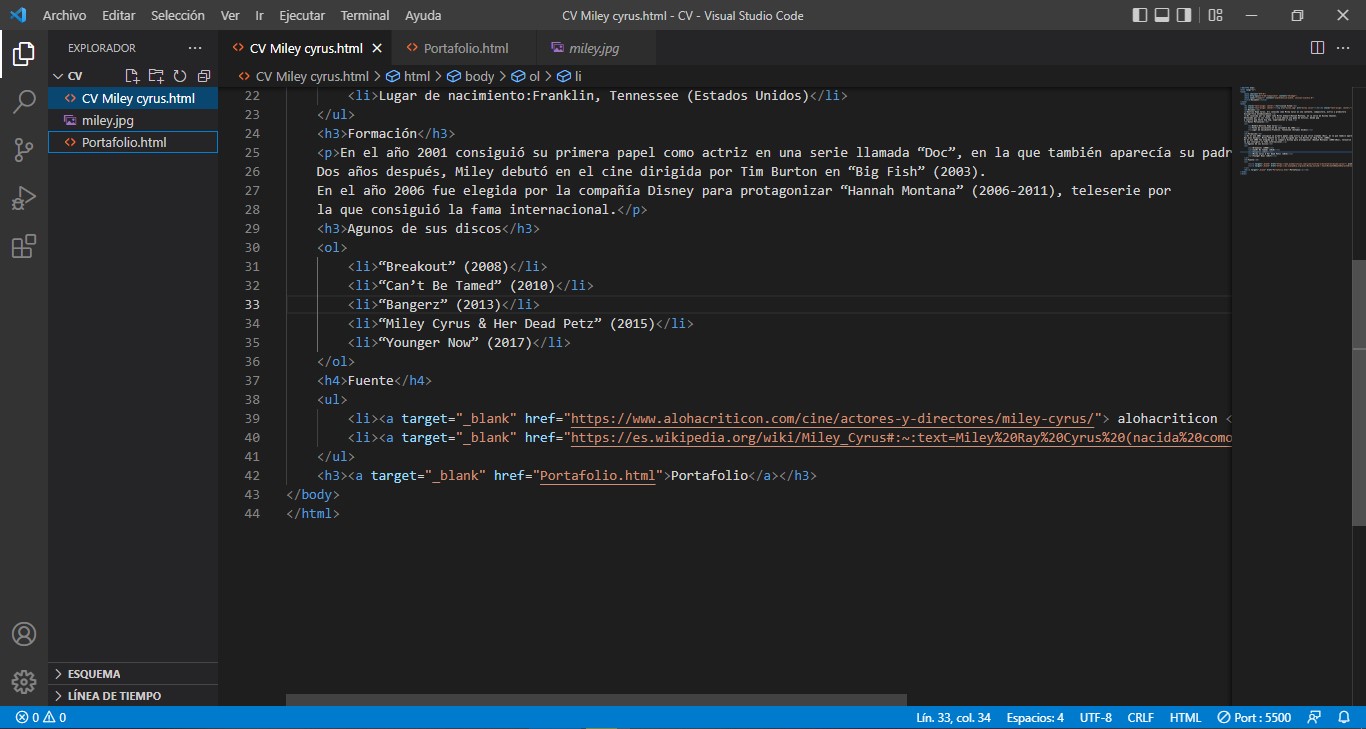 Archivo Editar Selección Ver Ir Ejecutar Terminal Ayuda CV Miley cyrus.html - CV - Visual Studio Code
EXPLORADOR
CV
CV Miley cyrus.html
miley.jpg
Portafolio.html
ESQUEMA
LÍNEA DE TIEMPO
CV Miley cyrus.html Portafolio.html miley.jpg
CV Miley cyrus.html > html > body > ol > li
22 <li>Lugar de nacimiento:Franklin, Tennessee (Estados Unidos)</li>
23 </ul>
24 <h3>Formación</h3>
25 <p>En el año 2001 consiguió su primera papel como actriz en una serie llamada “Doc”, en la que también aparecía su padr
26 Dos años después, Miley debutó en el cine dirigida por Tim Burton en “Big Fish” (2003).
27 En el año 2006 fue elegida por la compañía Disney para protagonizar “Hannah Montana” (2006-2011), teleserie por
28 la que consiguió la fama internacional.</p>
29 <h3>Agunos de sus discos</h3>
30 <ol>
31 <li>“Breakout” (2008)</li>
32 <li>“Can’t Be Tamed” (2010)</li>
33 <li>“Bangerz” (2013)</li>
34 <li>“Miley Cyrus & Her Dead Petz” (2015)</li>
35 <li>“Younger Now” (2017)</li>
36 </ol>
37 <h4>Fuente</h4>
38 <ul>
39 <li><a target="_blank" href="https://www.alohacriticon.com/cine/actores-y-directores/miley-cyrus/"> alohacriticon <
40 <li><a target="_blank" href="https://es.wikipedia.org/wiki/Miley_Cyrus#:~:text=Miley%20Ray%20Cyrus%20(nacida%20como
41 </ul>
42 <h3><a target="_blank" href="Portafolio.html">Portafolio</a></h3>
43 </body>
44 </html>
0 0 Lín. 33, col. 34 Espacios: 4 UTF-8 CRLF HTML Port : 5500